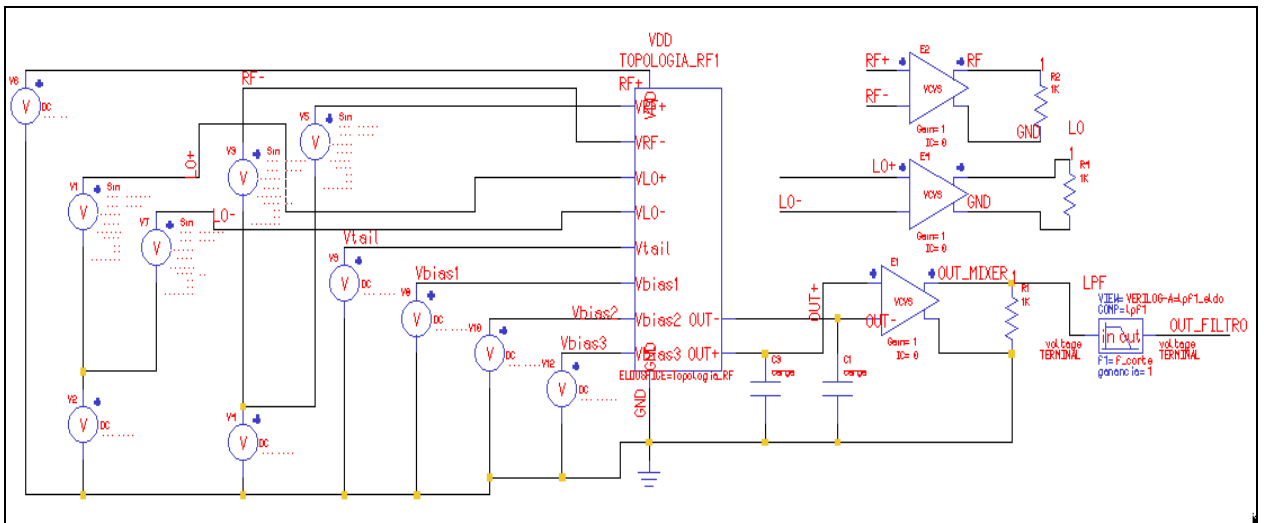 VDD
TOPOLOGIA_RF1
V6
V
DC
RF-
RF+
VDD
VRF-
VLO+
VLO-
Vtail
Vbias1
Vbias2 OUT-
Vbias3 OUT+
GND
ELDOSPICE=Topologia_RF
GND
V5
Sin
V
V3
Sin
V
LO+
V1
Sin
V
V7
Sin
V
LO-
Vtail
V9
V
DC
Vbias1
V8
V
DC
Vbias2
V10
V
DC
Vbias3
V12
V
DC
V2
V
DC
V4
V
DC
RF+
RF-
E2
VCVS
Gain=1
IC=0
RF
1
R2
1K
GND
LO
LO+
LO-
E4
VCVS
Gain=1
IC=0
GND
1
R4
1K
OUT+
OUT-
E1
VCVS
Gain=1
IC=0
OUT_MIXER
1
R1
1K
C3
carga
C1
carga
LPF
VIEW=VERILOG-A=lpf1_eldo
COMP=lpf1
in out
voltage
TERMINAL
voltage
TERMINAL
f1=f_corte
ganancia=1
OUT_FILTRO